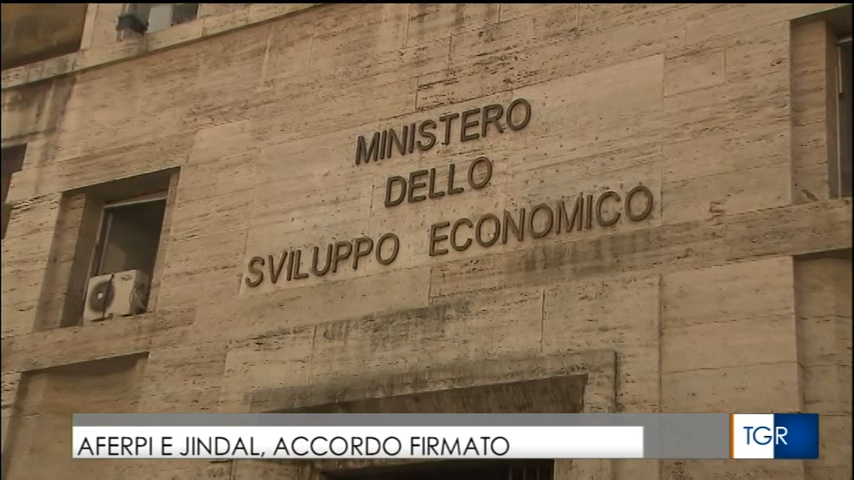 MINISTERO
DELLO
SVILUPPO ECONOMICO
AFERPI E JINDAL, ACCORDO FIRMATO
TGR